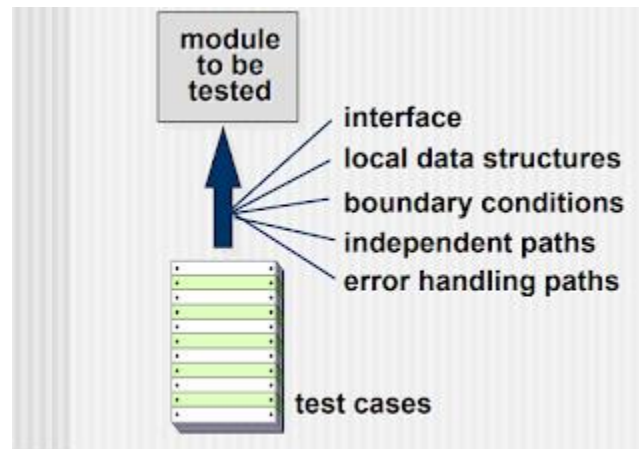 module
to be
tested
interface
local data structures
boundary conditions
independent paths
error handling paths
test cases